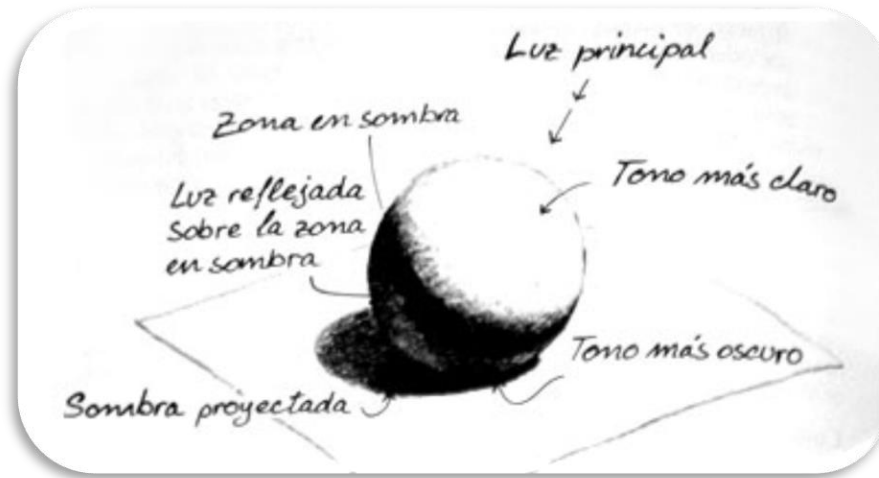 Luz principal
Zona en sombra
Tono más claro
Luz reflejada
sobre la zona
en sombra
Tono más oscuro
Sombra proyectada